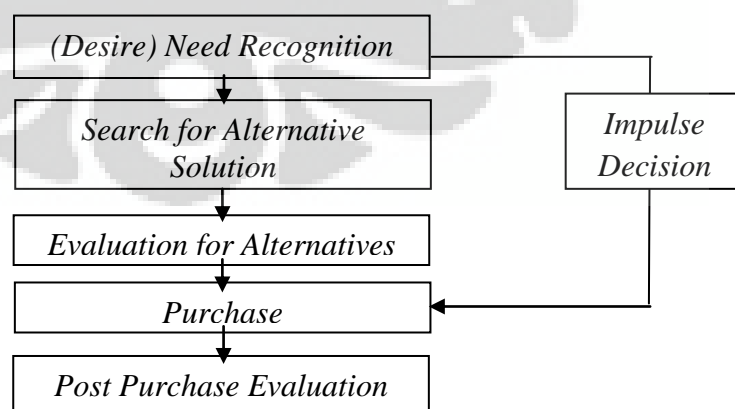 (Desire) Need Recognition
Search for Alternative
Solution
Impulse
Decision
Evaluation for Alternatives
Purchase
Post Purchase Evaluation